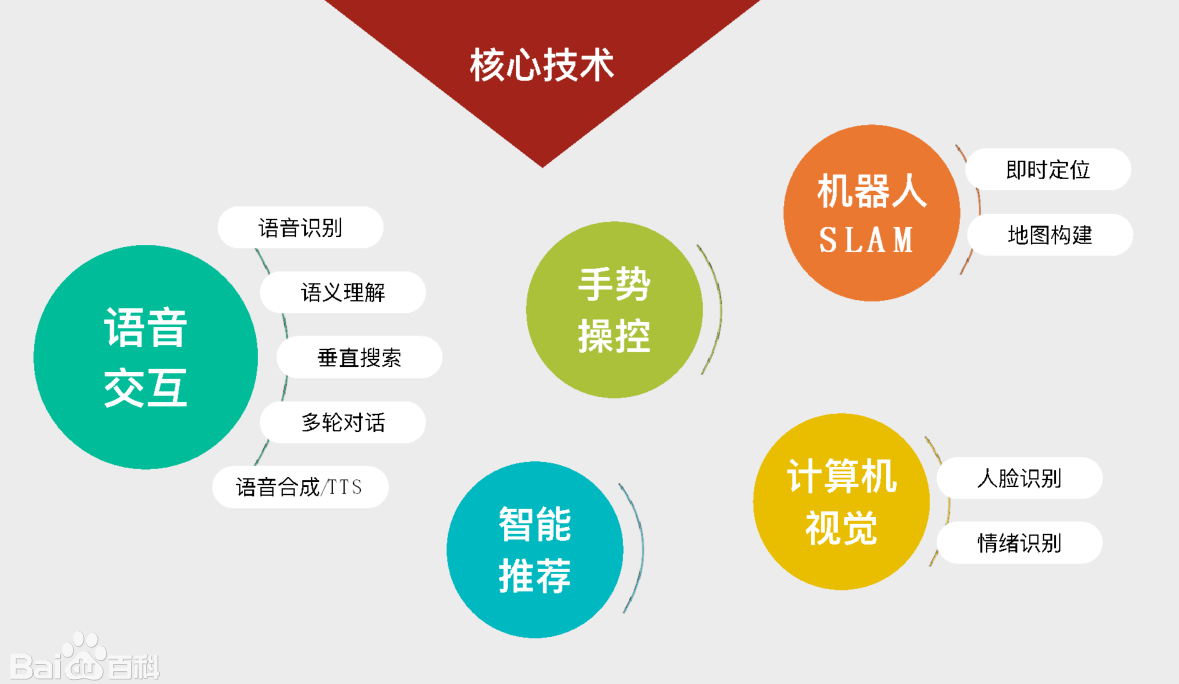 核心技术
语音
交互
语音识别
语义理解
垂直搜索
多轮对话
语音合成/TTS
手势
操控
智能
推荐
机器人
SLAM
即时定位
地图构建
计算机
视觉
人脸识别
情绪识别
Baidu百科